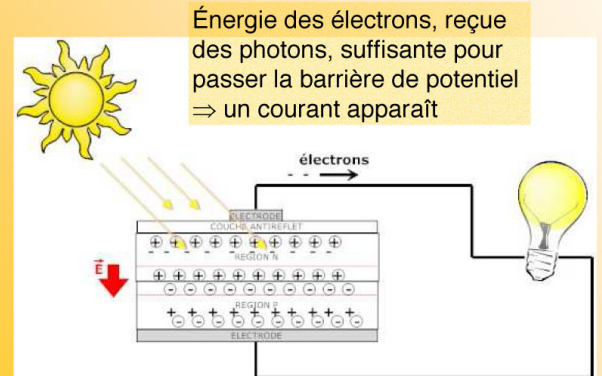 Énergie des électrons, reçue
des photons, suffisante pour
passer la barrière de potentiel
⇒ un courant apparaît
électrons
- - →
ELECTRODE
COUCHE ANTIREFLET
REGION N
E
REGION P
ELECTRODE